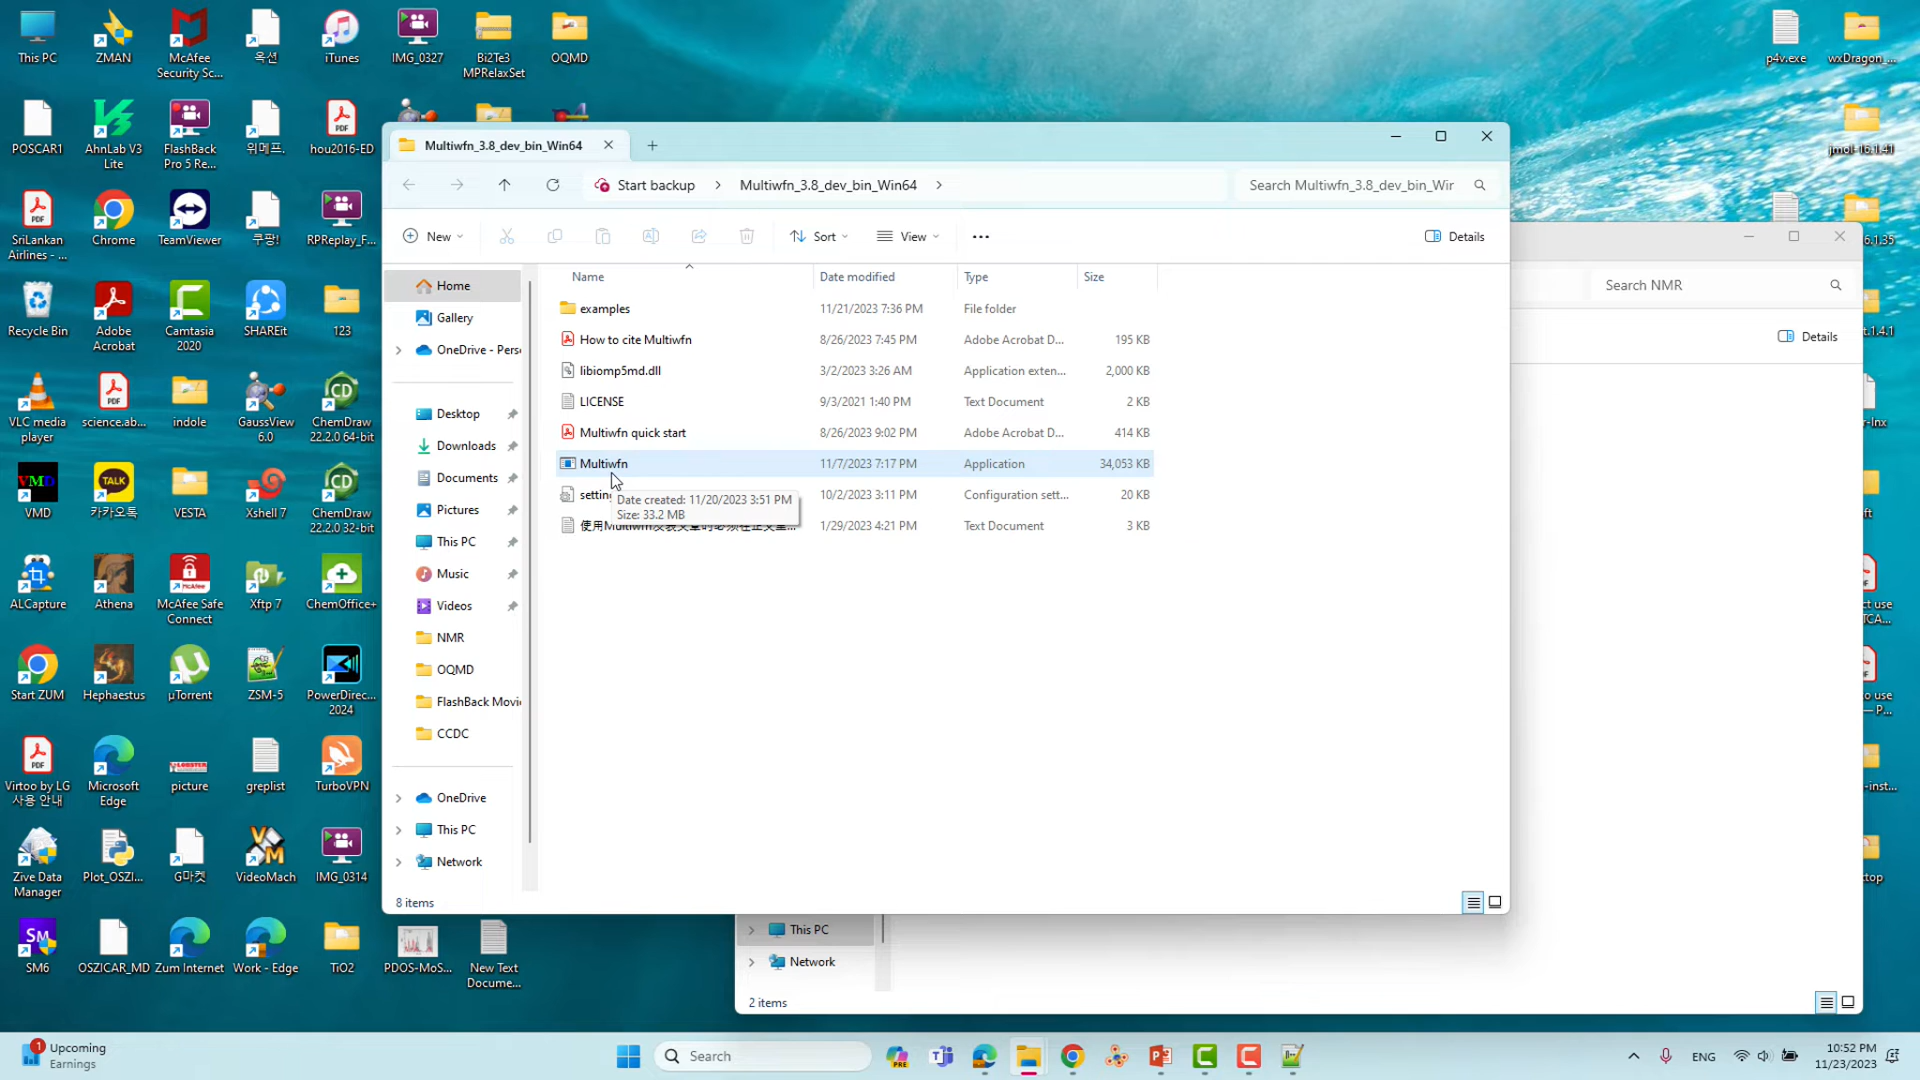 This PC
ZMAN
McAfee
Security Sc...
옥션
iTunes
IMG_0327
Bi2Te3
MPRelaxSet
OQMD
p4v.exe
wxDragon_...
POSCAR1
AhnLab V3
Lite
FlashBack
Pro 5 Re...
위메프.
hou2016-ED
jmol-16.1.41
SriLankan
Airlines - ...
Chrome
TeamViewer
쿠팡!
RPReplay_F...
Recycle Bin
Adobe
Acrobat
Camtasia
2020
SHAREit
123
VLC media
player
science.ab...
indole
GaussView
6.0
ChemDraw
22.2.0 64-bit
VMD
카카오톡
VESTA
Xshell 7
ChemDraw
22.2.0 32-bit
ALCapture
Athena
McAfee Safe
Connect
Xftp 7
ChemOffice+
Start ZUM
Hephaestus
µTorrent
ZSM-5
PowerDirec...
2024
Virtoo by LG
사용 안내
Microsoft
Edge
picture
greplist
TurboVPN
Zive Data
Manager
Plot_OSZI...
G마켓
VideoMach
IMG_0314
SM6
OSZICAR_MD
Zum Internet
Work - Edge
TiO2
PDOS-MoS...
New Text
Docume...
Multiwfn_3.8_dev_bin_Win64
Start backup
Multiwfn_3.8_dev_bin_Win64
Search Multiwfn_3.8_dev_bin_Wir
New
Sort
View
Details
Home
Gallery
OneDrive - Pers
Desktop
Downloads
Documents
Pictures
This PC
Music
Videos
NMR
OQMD
FlashBack Movi
CCDC
OneDrive
This PC
Network
Name Date modified Type Size
examples 11/21/2023 7:36 PM File folder
How to cite Multiwfn 8/26/2023 7:45 PM Adobe Acrobat D... 195 KB
libiomp5md.dll 3/2/2023 3:26 AM Application exten... 2,000 KB
LICENSE 9/3/2021 1:40 PM Text Document 2 KB
Multiwfn quick start 8/26/2023 9:02 PM Adobe Acrobat D... 414 KB
Multiwfn 11/7/2023 7:17 PM Application 34,053 KB
settin 10/2/2023 3:11 PM Configuration sett... 20 KB
1/29/2023 4:21 PM Text Document 3 KB
Date created: 11/20/2023 3:51 PM
Size: 33.2 MB
8 items
Search NMR
Details
This PC
Network
2 items
Upcoming
Earnings
Search
ENG
10:52 PM
11/23/2023